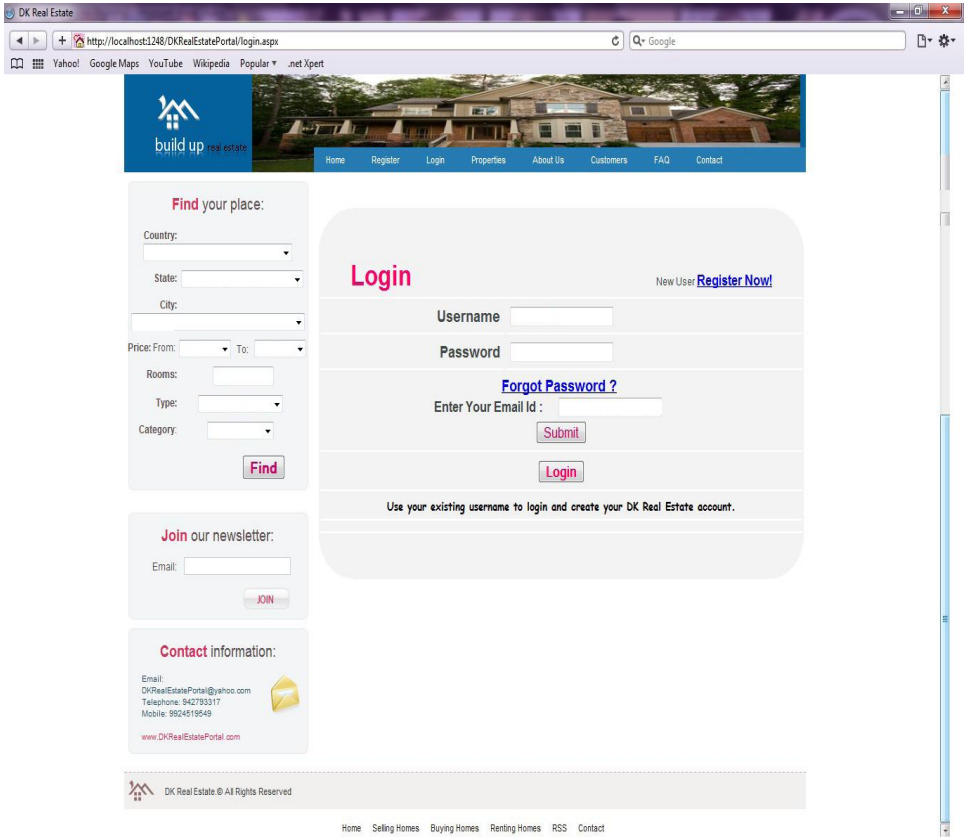 DK Real Estate
http://localhost:1248/DKRealEstatePortal/login.aspx
Google
Yahoo! Google Maps YouTube Wikipedia Popular .net Xpert
build up real estate
Home Register Login Properties About Us Customers FAQ Contact
Find your place:
Country:
State:
City:
Price: From: To:
Rooms:
Type:
Category:
Find
Login
New User Register Now!
Username
Password
Forgot Password ?
Enter Your Email Id :
Submit
Login
Use your existing username to login and create your DK Real Estate account.
Join our newsletter:
Email:
JOIN
Contact information:
Email:
DKRealEstatePortal@yahoo.com
Telephone: 942793317
Mobile: 9924519549
www.DKRealEstatePortal.com
DK Real Estate.© All Rights Reserved
Home Selling Homes Buying Homes Renting Homes RSS Contact